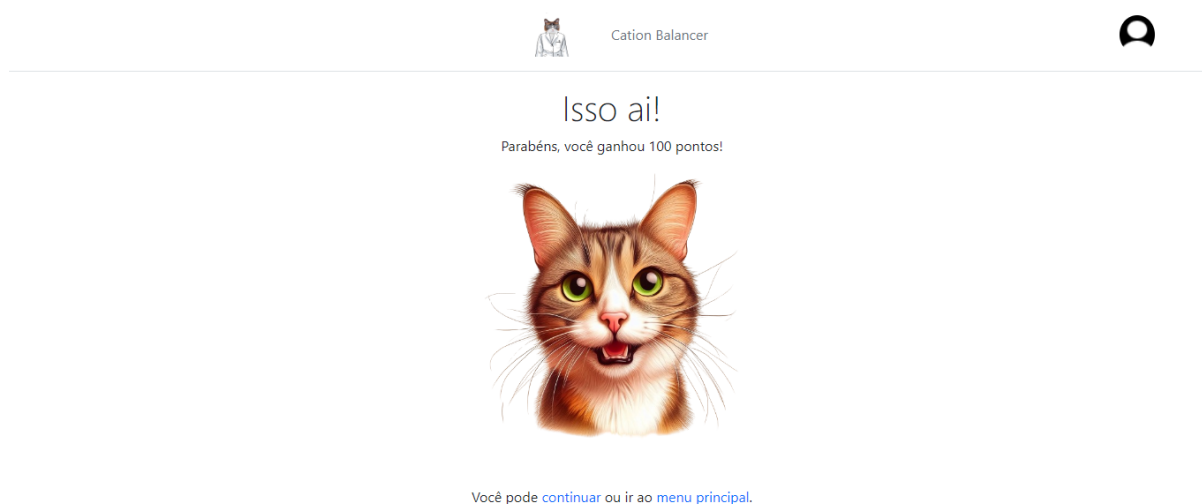 Cation Balancer
Isso ai!
Parabéns, você ganhou 100 pontos!
Você pode continuar ou ir ao menu principal.